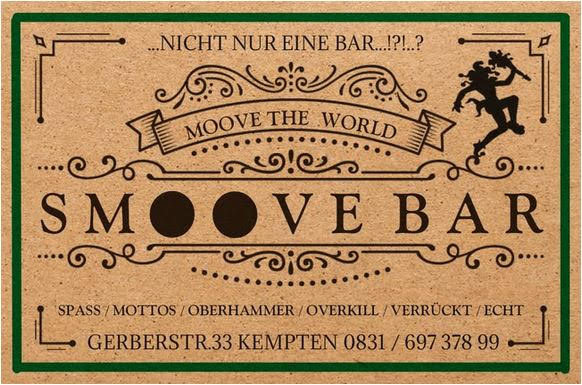 ...NICHT NUR EINE BAR...!?!..?
MOOVE THE WORLD
SMOOVE BAR
SPASS / MOTTOS / OBERHAMMER / OVERKILL / VERRÜCKT / ECHT
GERBERSTR.33 KEMPTEN 0831 / 697 378 99